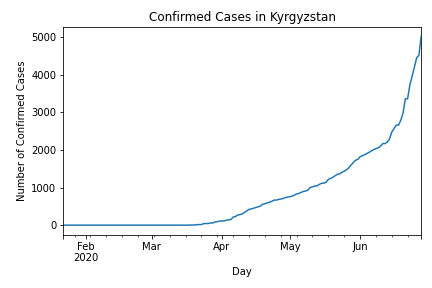 Confirmed Cases in Kyrgyzstan
5000
4000
3000
2000
1000
0
Number of Confirmed Cases
Feb
2020
Mar
Apr
May
Jun
Day